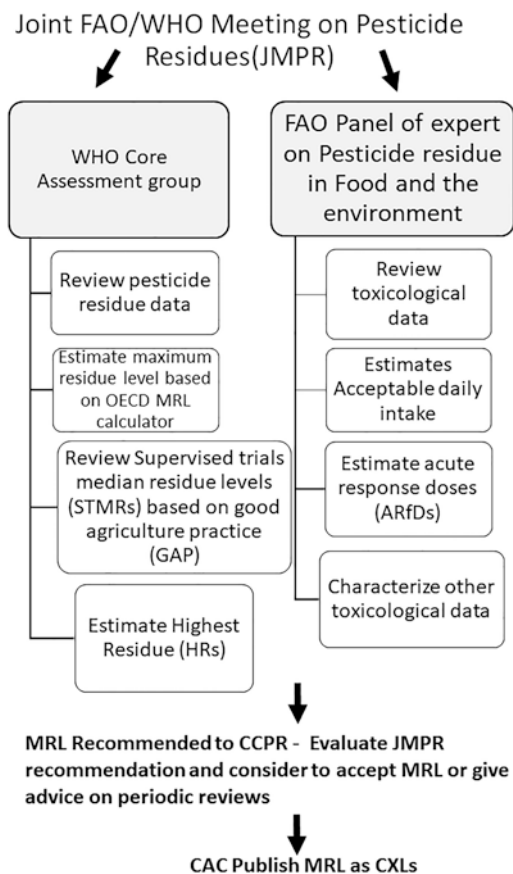 Joint FAO/WHO Meeting on Pesticide
Residues(JMPR)
WHO Core
Assessment group
Review pesticide
residue data
Estimate maximum
residue level based
on OECD MRL
calculator
Review Supervised trials
median residue levels
(STMRs) based on good
agriculture practice
(GAP)
Estimate Highest
Residue (HRs)
FAO Panel of expert
on Pesticide residue
in Food and the
environment
Review
toxicological
data
Estimates
Acceptable daily
intake
Estimate acute
response doses
(ARfDs)
Characterize other
toxicological data
MRL Recommended to CCPR - Evaluate JMPR
recommendation and consider to accept MRL or give
advice on periodic reviews
CAC Publish MRL as CXLs